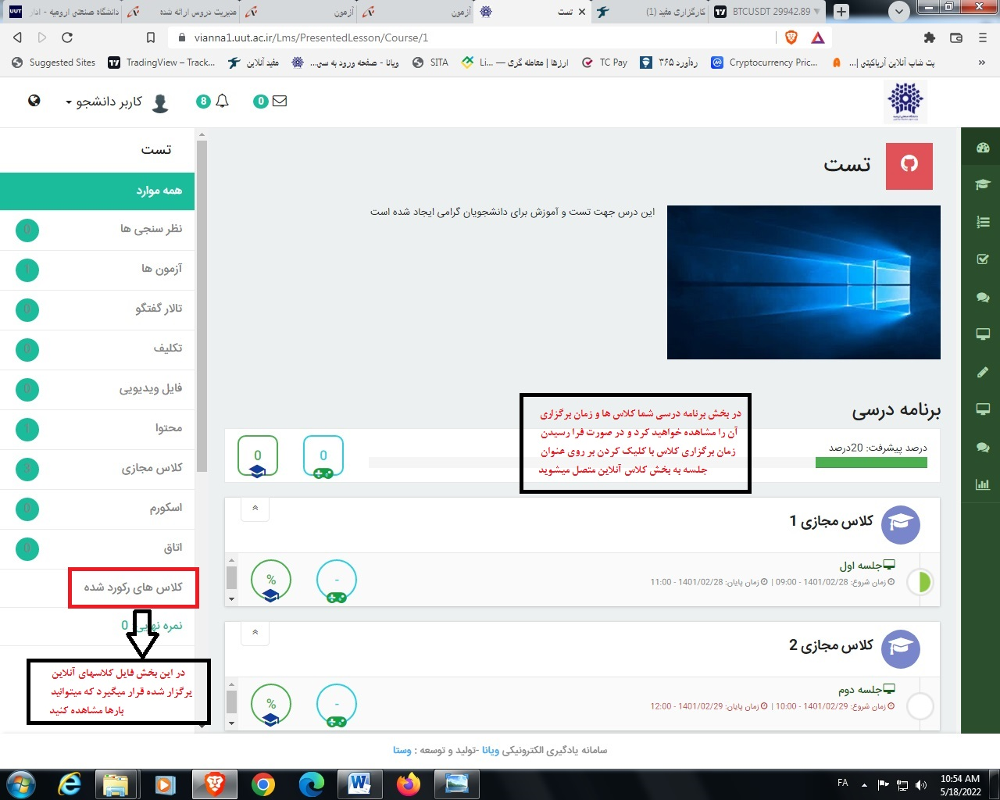 دانشگاه صنعتی ارومیه - ادار
مدیریت دروس ارائه شده
آزمون
آزمون
تست
کارگزاری مفید (1)
BTCUSDT 29942.89 ▼
vianna1.uut.ac.ir/Lms/PresentedLesson/Course/1
Suggested Sites
TradingView – Track...
مفید آنلاین
ویانا - صفحه ورود به سی...
SITA
Li... — ارزها | معامله گری
TC Pay
ره‌آورد ۳۶۵
Cryptocurrency Pric...
پت شاپ آنلاین آریاکیتی |...
»
کاربر دانشجو
8
0
تست
همه موارد
نظر سنجی ها 0
آزمون ها 1
تالار گفتگو 0
تکلیف 0
فایل ویدیویی 0
محتوا 1
کلاس مجازی 3
اسکورم 0
اتاق 0
کلاس های رکورد شده
نمره نهایی: 0
در این بخش فایل کلاسهای آنلاین
برگزار شده قرار میگیرد که میتوانید
بارها مشاهده کنید
تست
این درس جهت تست و آموزش برای دانشجویان گرامی ایجاد شده است
برنامه درسی
در بخش برنامه درسی شما کلاس ها و زمان برگزاری
آن را مشاهده خواهید کرد و در صورت فرا رسیدن
زمان برگزاری کلاس با کلیک کردن بر روی عنوان
جلسه به بخش کلاس آنلاین متصل میشوید
درصد پیشرفت: 20درصد
0
0
کلاس مجازی 1
جلسه اول
زمان شروع: 1401/02/28 - 09:00 | زمان پایان: 1401/02/28 - 11:00
-
%
کلاس مجازی 2
جلسه دوم
زمان شروع: 1401/02/29 - 10:00 | زمان پایان: 1401/02/29 - 12:00
-
%
سامانه یادگیری الکترونیکی ویانا -تولید و توسعه : وستا
FA
10:54 AM
5/18/2022